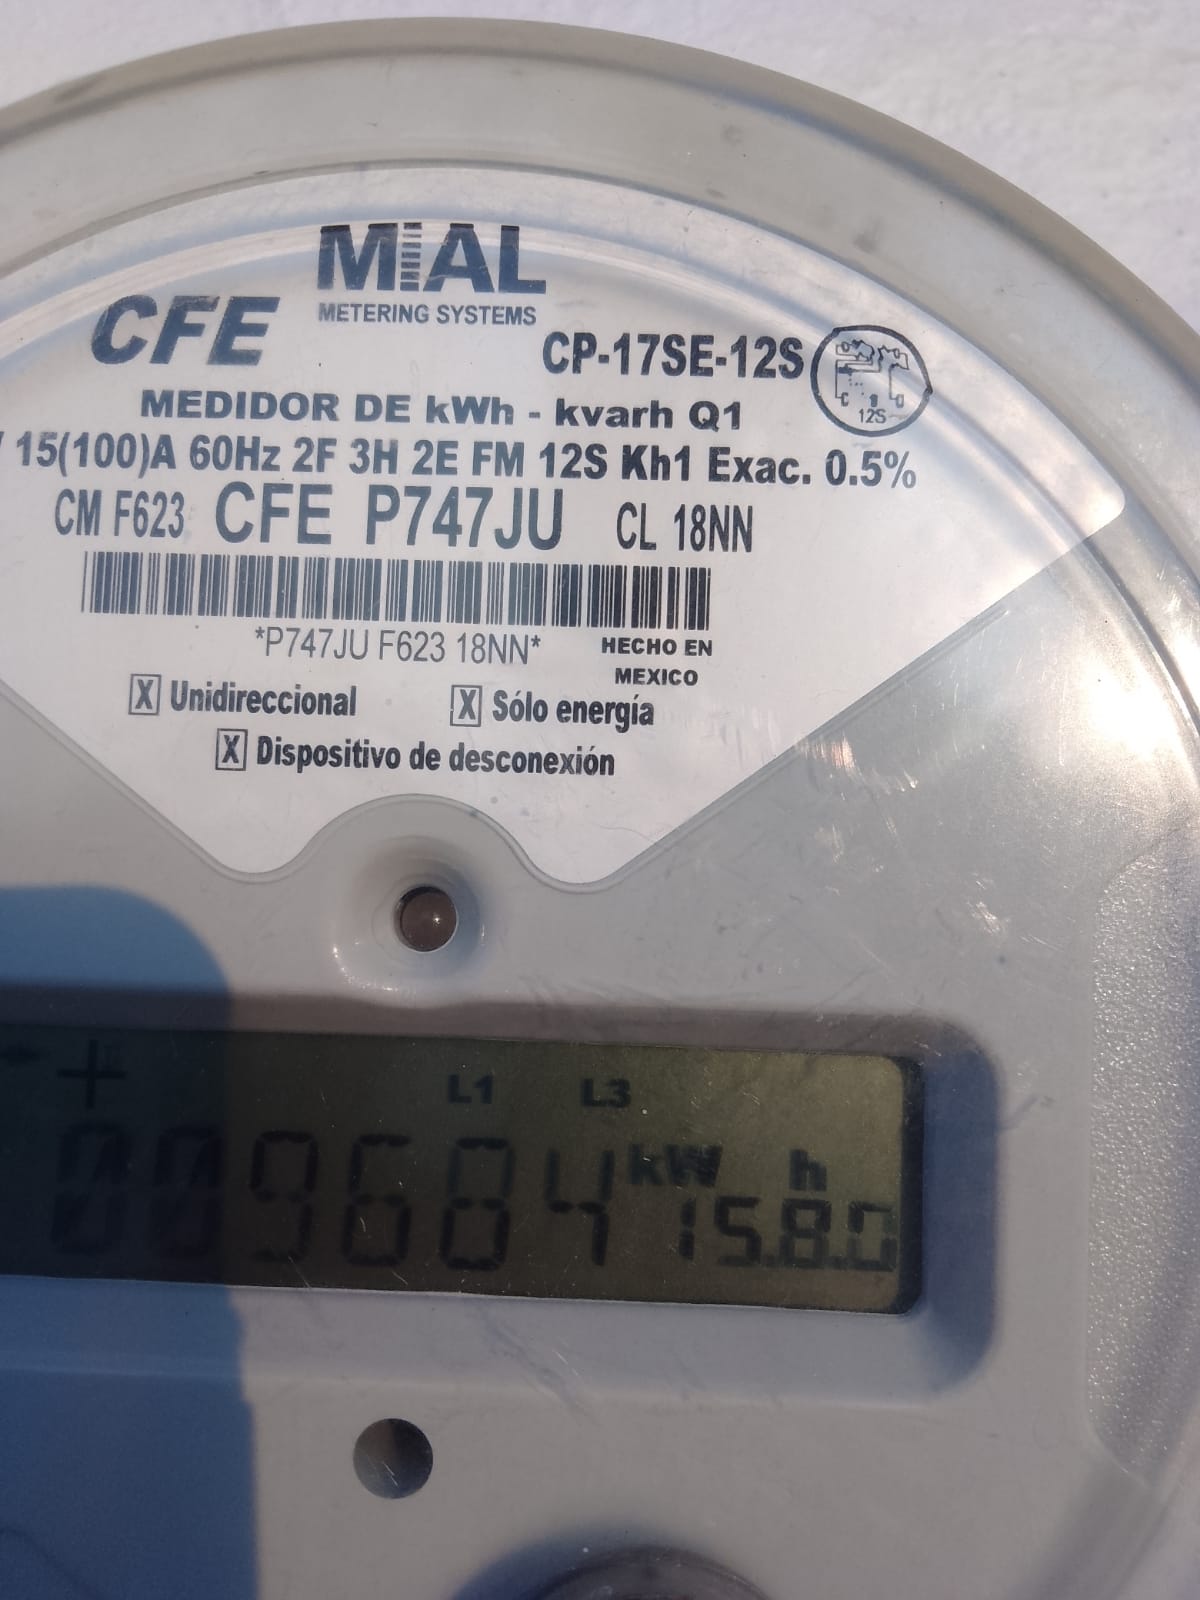 MIAL
METERING SYSTEMS
CFE
CP-17SE-12S
12S
MEDIDOR DE kWh - kvarh Q1
15(100)A 60Hz 2F 3H 2E FM 12S Kh1 Exac. 0.5%
CM F623 CFE P747JU CL 18NN
*P747JU F623 18NN*
HECHO EN
MEXICO
X Unidireccional X Sólo energía
X Dispositivo de desconexión
L1 L3
009684 kW h
15.8.0